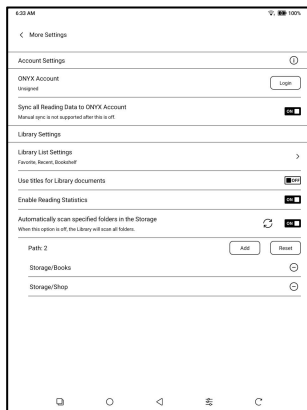 6:33 AM 100%
More Settings
Account Settings
ONYX Account
Unsigned
Login
Sync all Reading Data to ONYX Account
Manual sync is not supported after this is off.
ON
Library Settings
Library List Settings
Favorite, Recent, Bookshelf
Use titles for Library documents
OFF
Enable Reading Statistics
ON
Automatically scan specified folders in the Storage
When this option is off, the Library will scan all folders.
ON
Path: 2
Add
Reset
Storage/Books
Storage/Shop